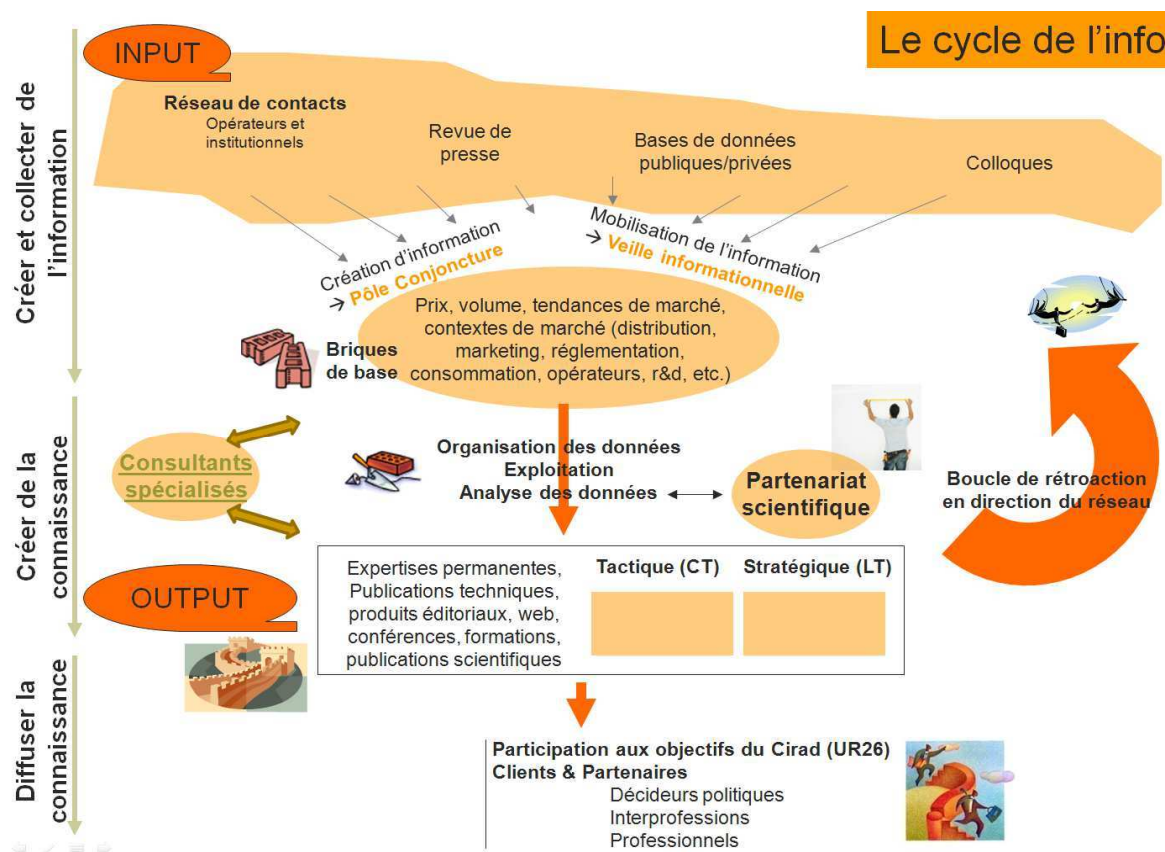 INPUT
Le cycle de l'info
Créer et collecter de
l'information
Réseau de contacts
Opérateurs et
institutionnels
Revue de
presse
Bases de données
publiques/privées
Colloques
Création d'information
→ Pôle Conjoncture
Mobilisation de l'information
→ Veille informationnelle
Prix, volume, tendances de marché,
contextes de marché (distribution,
marketing, réglementation,
consommation, opérateurs, r&d, etc.)
Briques
de base
Créer de la
connaissance
Consultants
spécialisés
Organisation des données
Exploitation
Analyse des données
Partenariat
scientifique
Boucle de rétroaction
en direction du réseau
OUTPUT
Expertises permanentes,
Publications techniques,
produits éditoriaux, web,
conférences, formations,
publications scientifiques
Tactique (CT)
Stratégique (LT)
Diffuser la
connaissance
Participation aux objectifs du Cirad (UR26)
Clients & Partenaires
Décideurs politiques
Interprofessions
Professionnels